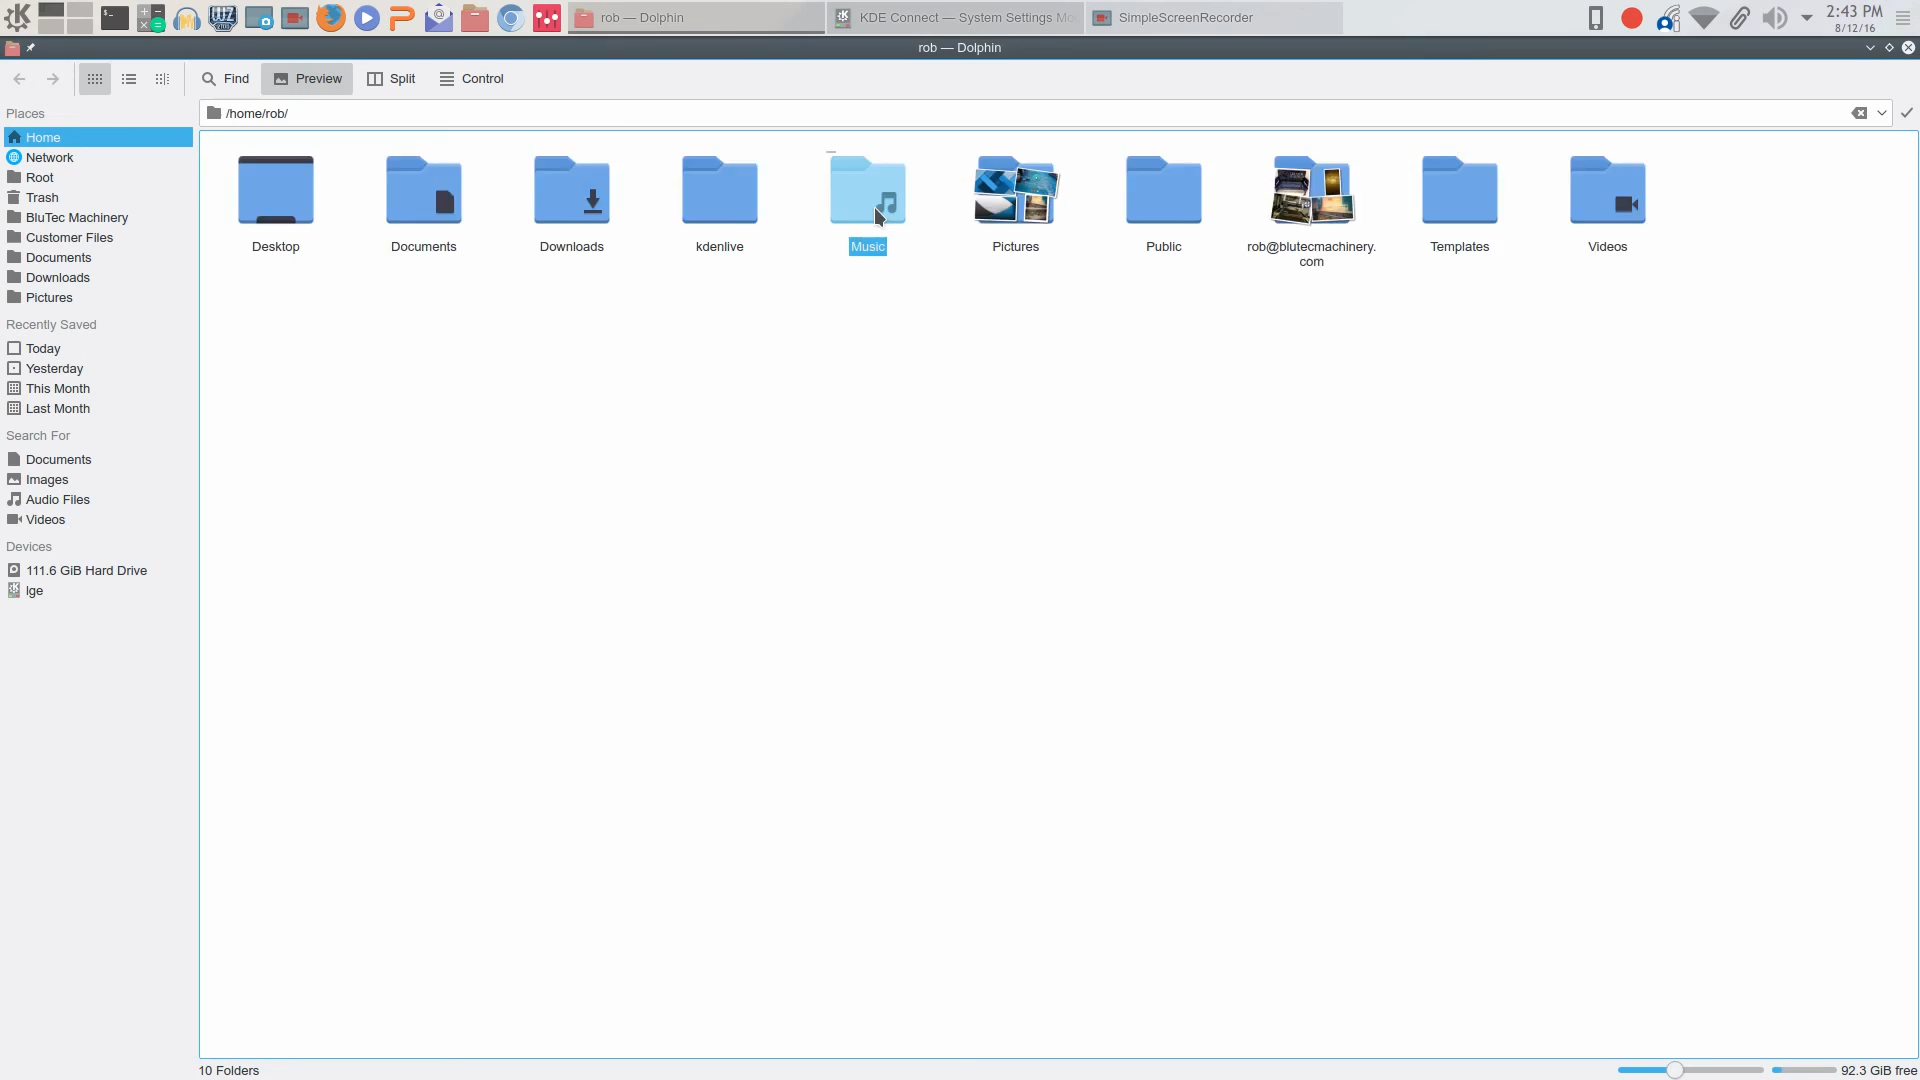 rob — Dolphin
KDE Connect — System Settings Mo
SimpleScreenRecorder
2:43 PM
8/12/16
rob — Dolphin
Find
Preview
Split
Control
Places
/home/rob/
Home
Network
Root
Trash
BluTec Machinery
Customer Files
Documents
Downloads
Pictures
Recently Saved
Today
Yesterday
This Month
Last Month
Search For
Documents
Images
Audio Files
Videos
Devices
111.6 GiB Hard Drive
lge
Desktop
Documents
Downloads
kdenlive
Music
Pictures
Public
rob@blutecmachinery.
com
Templates
Videos
10 Folders
92.3 GiB free